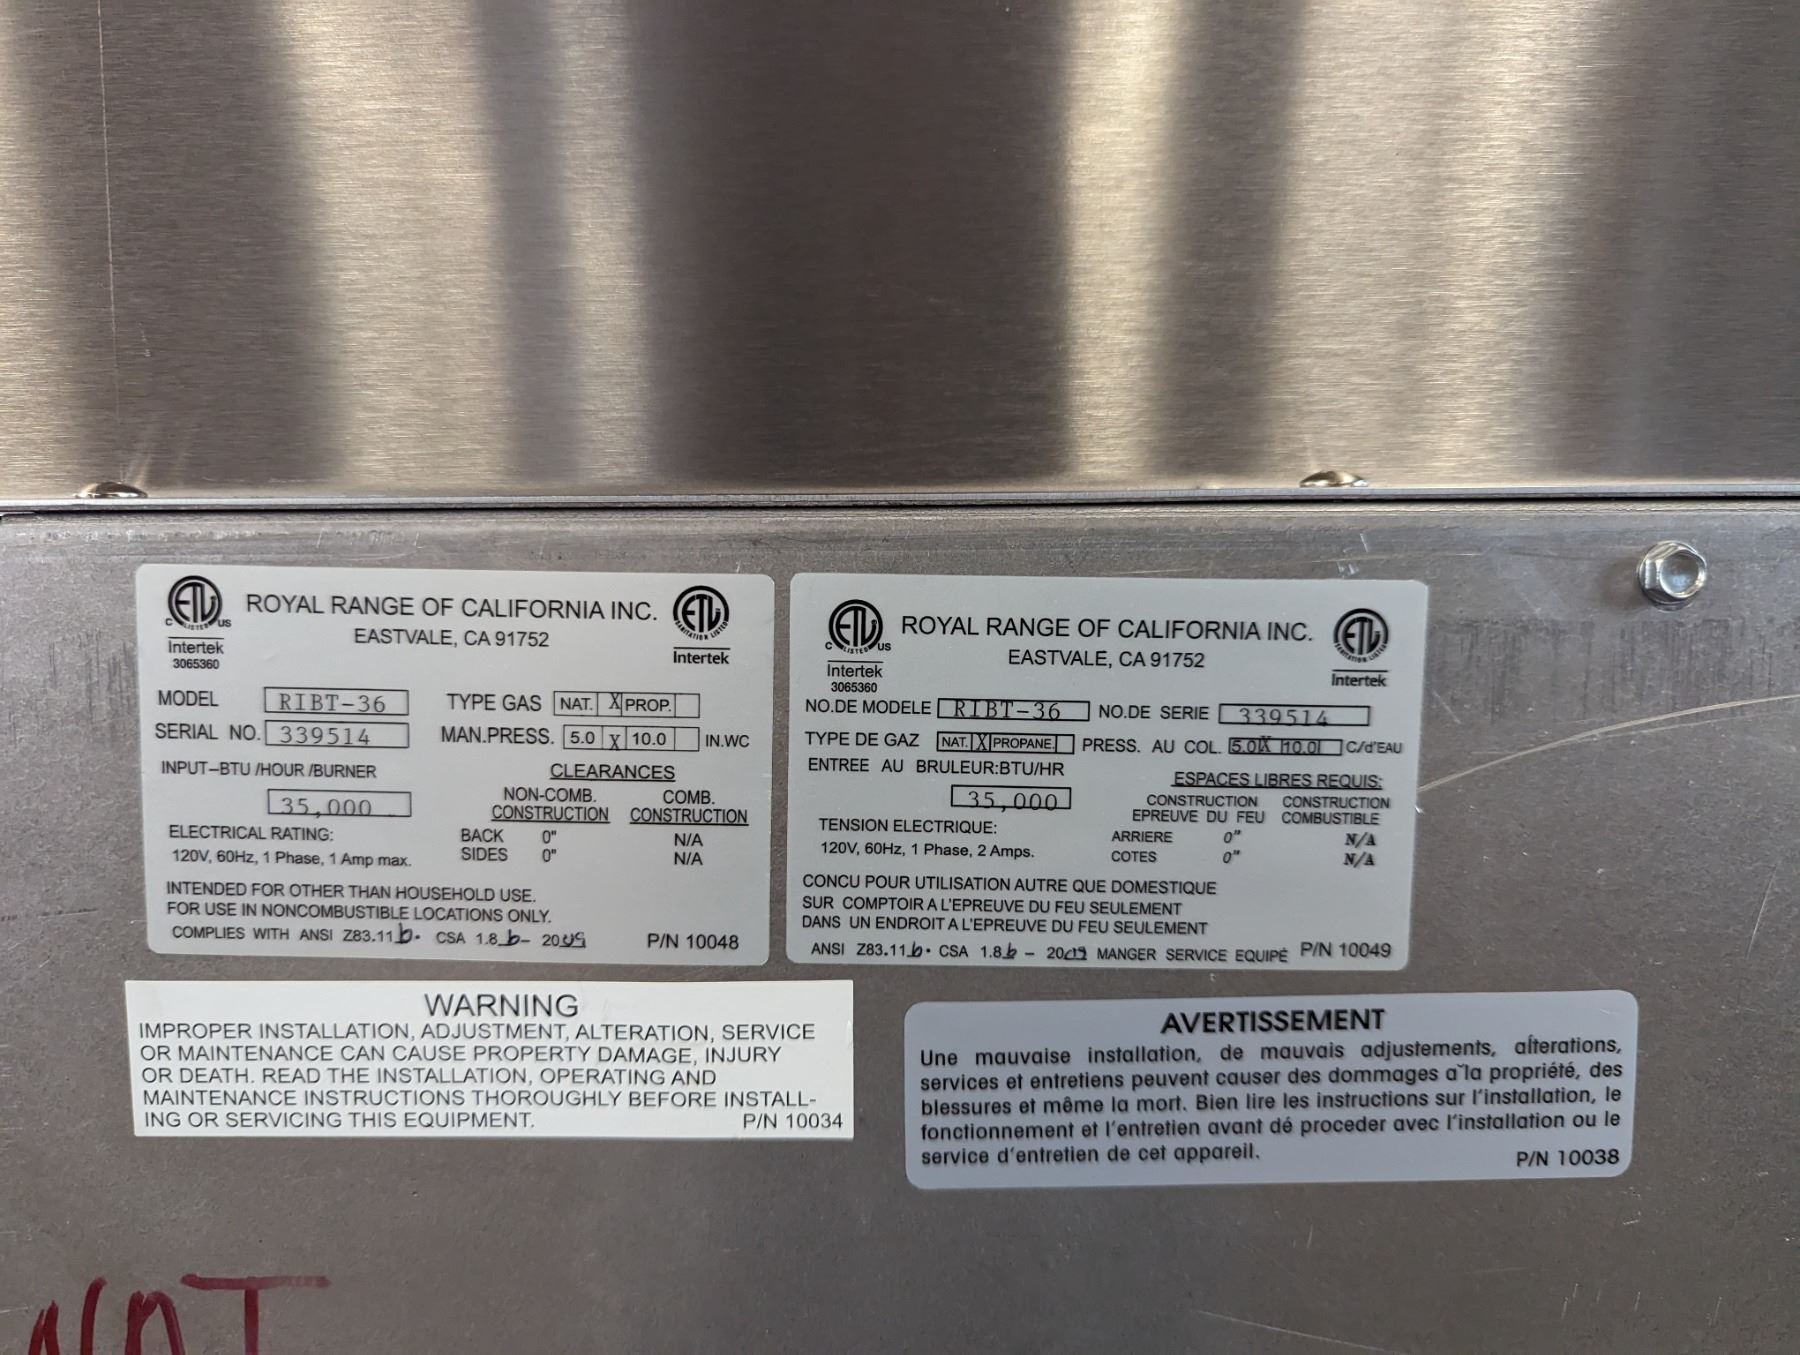 ETL
C LISTED US
Intertek
3065360
ROYAL RANGE OF CALIFORNIA INC.
EASTVALE, CA 91752
ETL
SANITATION LISTED
Intertek
MODEL RIBT-36 TYPE GAS NAT. X PROP.
SERIAL NO. 339514 MAN.PRESS. 5.0 X 10.0 IN.WC
INPUT-BTU /HOUR /BURNER CLEARANCES
35,000
NON-COMB. COMB.
CONSTRUCTION CONSTRUCTION
ELECTRICAL RATING: BACK 0" N/A
120V, 60Hz, 1 Phase, 1 Amp max. SIDES 0" N/A
INTENDED FOR OTHER THAN HOUSEHOLD USE.
FOR USE IN NONCOMBUSTIBLE LOCATIONS ONLY.
COMPLIES WITH ANSI Z83.11b. CSA 1.8b- 2009 P/N 10048
ETL
C LISTED US
Intertek
3065360
ROYAL RANGE OF CALIFORNIA INC.
EASTVALE, CA 91752
ETL
SANITATION LISTED
Intertek
NO.DE MODELE RIBT-36 NO.DE SERIE 339514
TYPE DE GAZ NAT. X PROPANE. PRESS. AU COL. 5.0 X 10.0 C/d'EAU
ENTREE AU BRULEUR:BTU/HR ESPACES LIBRES REQUIS:
35,000
CONSTRUCTION CONSTRUCTION
EPREUVE DU FEU COMBUSTIBLE
TENSION ELECTRIQUE: ARRIERE 0" N/A
120V, 60Hz, 1 Phase, 2 Amps. COTES 0" N/A
CONCU POUR UTILISATION AUTRE QUE DOMESTIQUE
SUR COMPTOIR A L'EPREUVE DU FEU SEULEMENT
DANS UN ENDROIT A L'EPREUVE DU FEU SEULEMENT
ANSI Z83.11b. CSA 1.8b - 2009 MANGER SERVICE EQUIPÉ P/N 10049
WARNING
IMPROPER INSTALLATION, ADJUSTMENT, ALTERATION, SERVICE
OR MAINTENANCE CAN CAUSE PROPERTY DAMAGE, INJURY
OR DEATH. READ THE INSTALLATION, OPERATING AND
MAINTENANCE INSTRUCTIONS THOROUGHLY BEFORE INSTALL-
ING OR SERVICING THIS EQUIPMENT. P/N 10034
AVERTISSEMENT
Une mauvaise installation, de mauvais adjustements, alterations,
services et entretiens peuvent causer des dommages a`la propriété, des
blessures et même la mort. Bien lire les instructions sur l'installation, le
fonctionnement et l'entretien avant dé proceder avec l'installation ou le
service d'entretien de cet appareil. P/N 10038
NAT